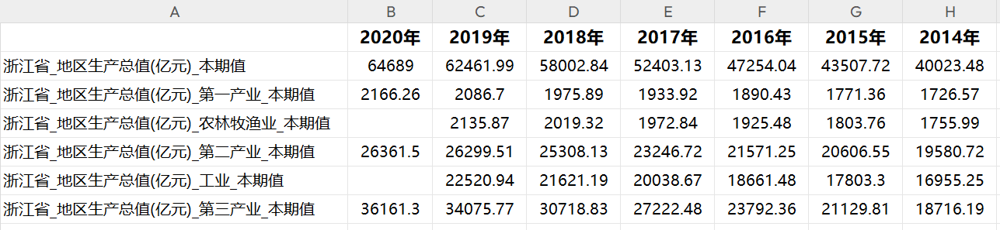 A B C D E F G H
2020年 2019年 2018年 2017年 2016年 2015年 2014年
浙江省_地区生产总值(亿元)_本期值 64689 62461.99 58002.84 52403.13 47254.04 43507.72 40023.48
浙江省_地区生产总值(亿元)_第一产业_本期值 2166.26 2086.7 1975.89 1933.92 1890.43 1771.36 1726.57
浙江省_地区生产总值(亿元)_农林牧渔业_本期值 2135.87 2019.32 1972.84 1925.48 1803.76 1755.99
浙江省_地区生产总值(亿元)_第二产业_本期值 26361.5 26299.51 25308.13 23246.72 21571.25 20606.55 19580.72
浙江省_地区生产总值(亿元)_工业_本期值 22520.94 21621.19 20038.67 18661.48 17803.3 16955.25
浙江省_地区生产总值(亿元)_第三产业_本期值 36161.3 34075.77 30718.83 27222.48 23792.36 21129.81 18716.19